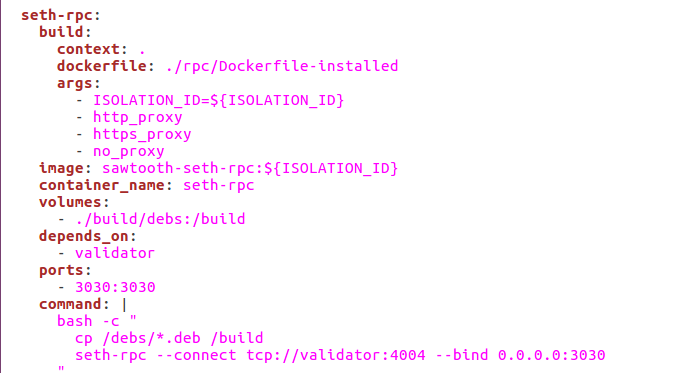 seth-rpc:
  build:
    context: .
    dockerfile: ./rpc/Dockerfile-installed
    args:
      - ISOLATION_ID=${ISOLATION_ID}
      - http_proxy
      - https_proxy
      - no_proxy
  image: sawtooth-seth-rpc:${ISOLATION_ID}
  container_name: seth-rpc
  volumes:
    - ./build/debs:/build
  depends_on:
    - validator
  ports:
    - 3030:3030
  command: |
    bash -c "
      cp /debs/*.deb /build
      seth-rpc --connect tcp://validator:4004 --bind 0.0.0.0:3030
    "